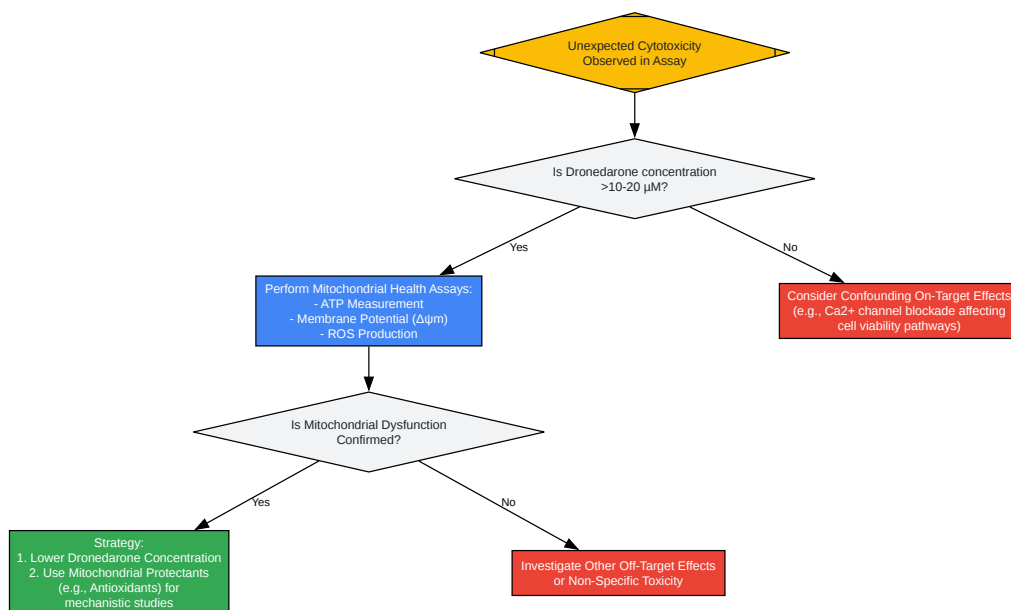 Unexpected Cytotoxicity
Observed in Assay
Is Dronedarone concentration
>10-20 µM?
Yes
No
Perform Mitochondrial Health Assays:
- ATP Measurement
- Membrane Potential (Δψm)
- ROS Production
Consider Confounding On-Target Effects
(e.g., Ca2+ channel blockade affecting
cell viability pathways)
Is Mitochondrial Dysfunction
Confirmed?
Yes
No
Strategy:
1. Lower Dronedarone Concentration
2. Use Mitochondrial Protectants
(e.g., Antioxidants) for
mechanistic studies
Investigate Other Off-Target Effects
or Non-Specific Toxicity